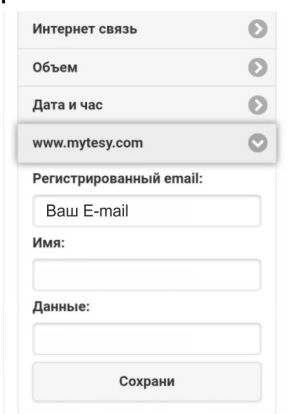 Интернет связь
Объем
Дата и час
www.mytesy.com
Регистрированный email:
Ваш E-mail
Имя:
Данные:
Сохрани